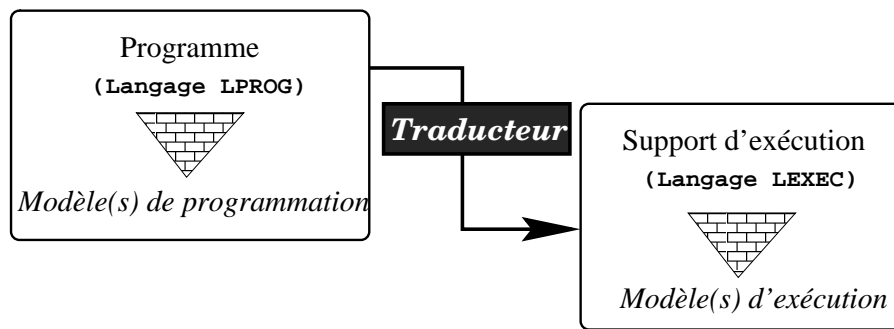 Programme
(Langage LPROG)
Modèle(s) de programmation
Traducteur
Support d'exécution
(Langage LEXEC)
Modèle(s) d'exécution